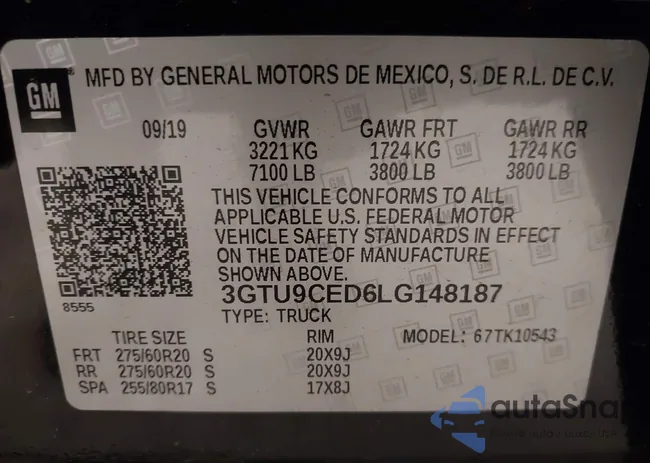 GM
MFD BY GENERAL MOTORS DE MEXICO, S. DE R.L. DE C.V.
09/19 GVWR GAWR FRT GAWR RR
3221 KG 1724 KG 1724 KG
7100 LB 3800 LB 3800 LB
THIS VEHICLE CONFORMS TO ALL
APPLICABLE U.S. FEDERAL MOTOR
VEHICLE SAFETY STANDARDS IN EFFECT
ON THE DATE OF MANUFACTURE
SHOWN ABOVE.
8555
3GTU9CED6LG148187
TYPE: TRUCK
TIRE SIZE RIM MODEL: 67TK10543
FRT 275/60R20 S 20X9J
RR 275/60R20 S 20X9J
SPA 255/80R17 S 17X8J
autaSnap